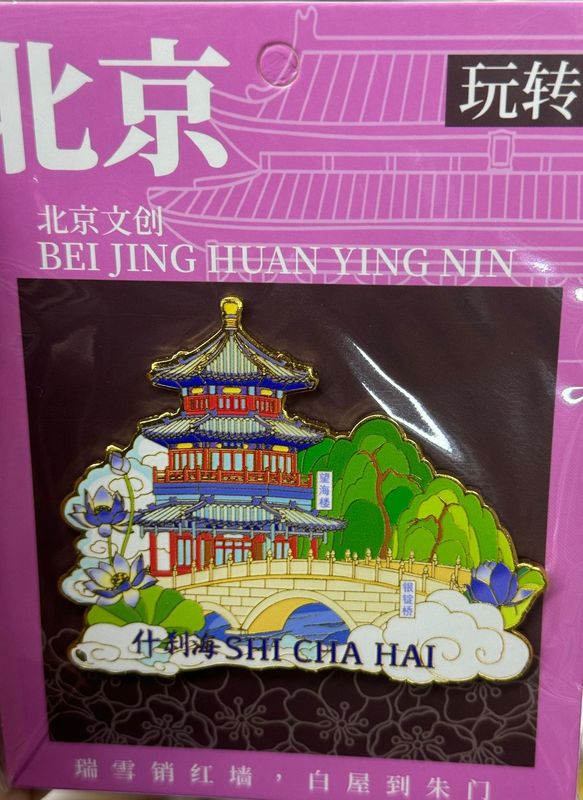 北京
玩转
北京文创
BEI JING HUAN YING NIN
望海楼
银锭桥
什刹海 SHI CHA HAI
瑞雪销红墙，白屋到朱门